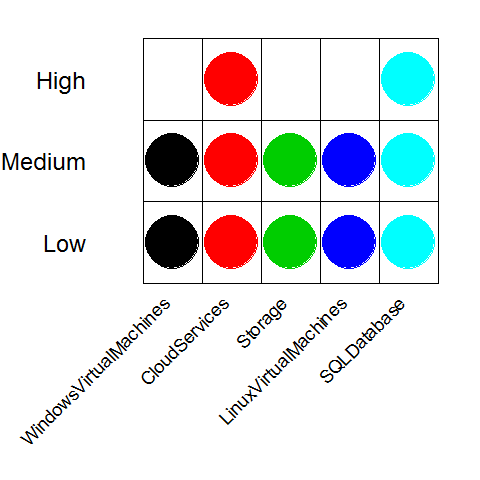 High
Medium
Low
WindowsVirtualMachines
CloudServices
Storage
LinuxVirtualMachines
SQLDatabase